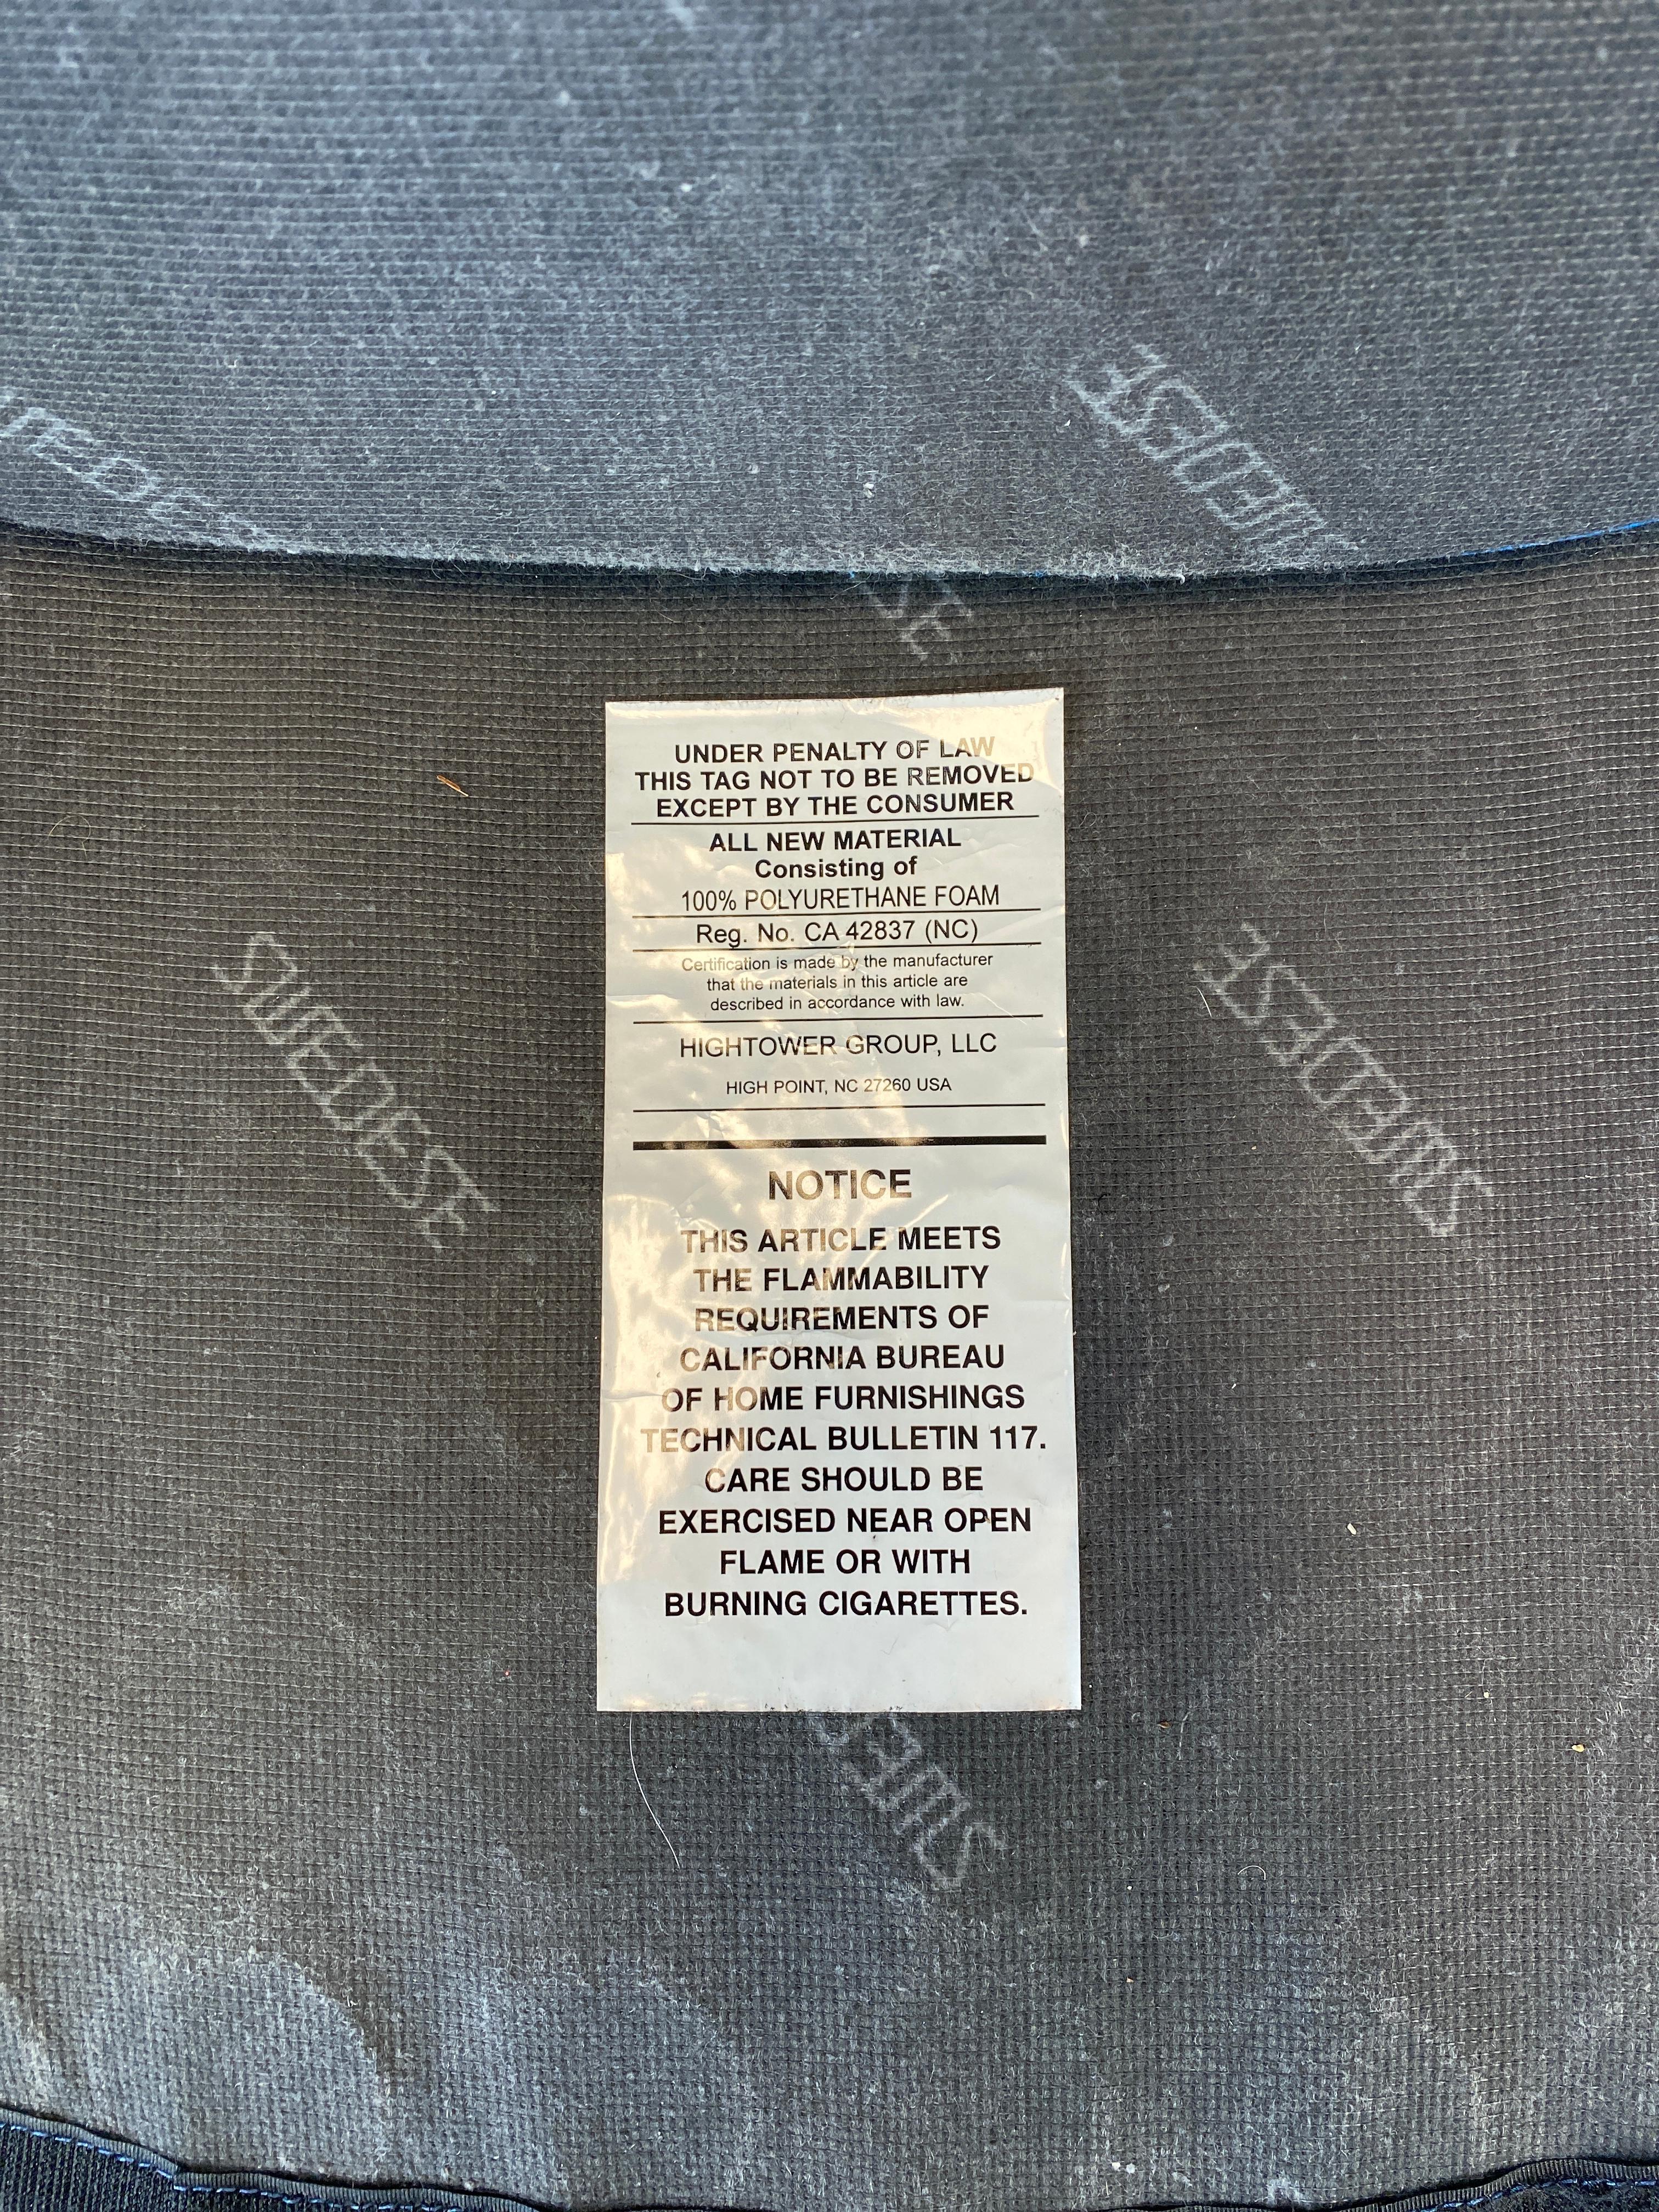 UNDER PENALTY OF LAW
THIS TAG NOT TO BE REMOVED
EXCEPT BY THE CONSUMER
ALL NEW MATERIAL
Consisting of
100% POLYURETHANE FOAM
Reg. No. CA 42837 (NC)
Certification is made by the manufacturer
that the materials in this article are
described in accordance with law.
HIGHTOWER GROUP, LLC
HIGH POINT, NC 27260 USA
NOTICE
THIS ARTICLE MEETS
THE FLAMMABILITY
REQUIREMENTS OF
CALIFORNIA BUREAU
OF HOME FURNISHINGS
TECHNICAL BULLETIN 117.
CARE SHOULD BE
EXERCISED NEAR OPEN
FLAME OR WITH
BURNING CIGARETTES.